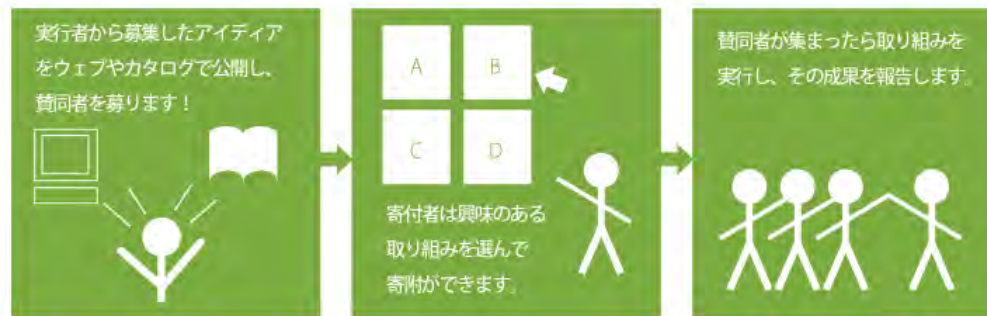 実行者から募集したアイディア
をウェブやカタログで公開し、
賛同者を募ります！
A
B
C
D
寄付者は興味のある
取り組みを選んで
寄附ができます。
賛同者が集まったら取り組みを
実行し、その成果を報告します。